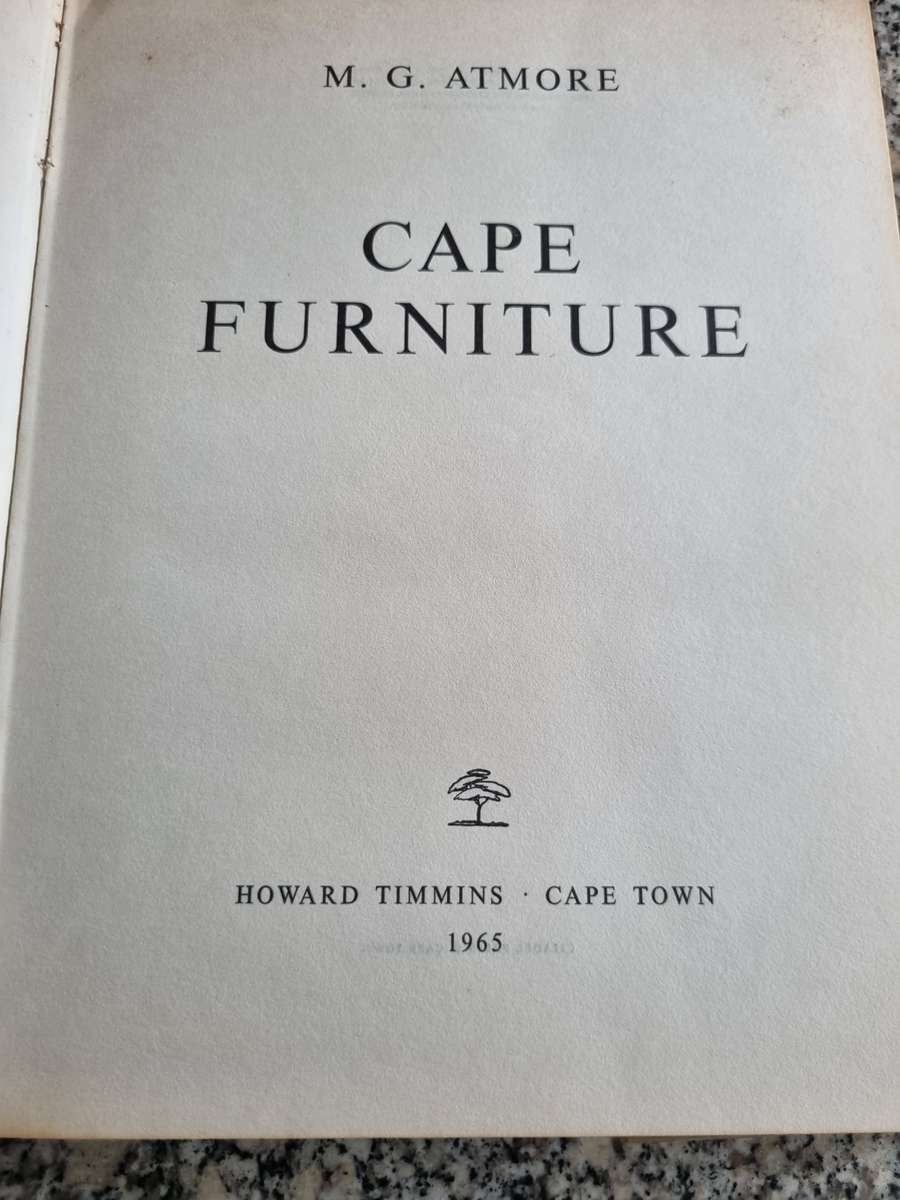 M. G. ATMORE
CAPE
FURNITURE
HOWARD TIMMINS · CAPE TOWN
1965